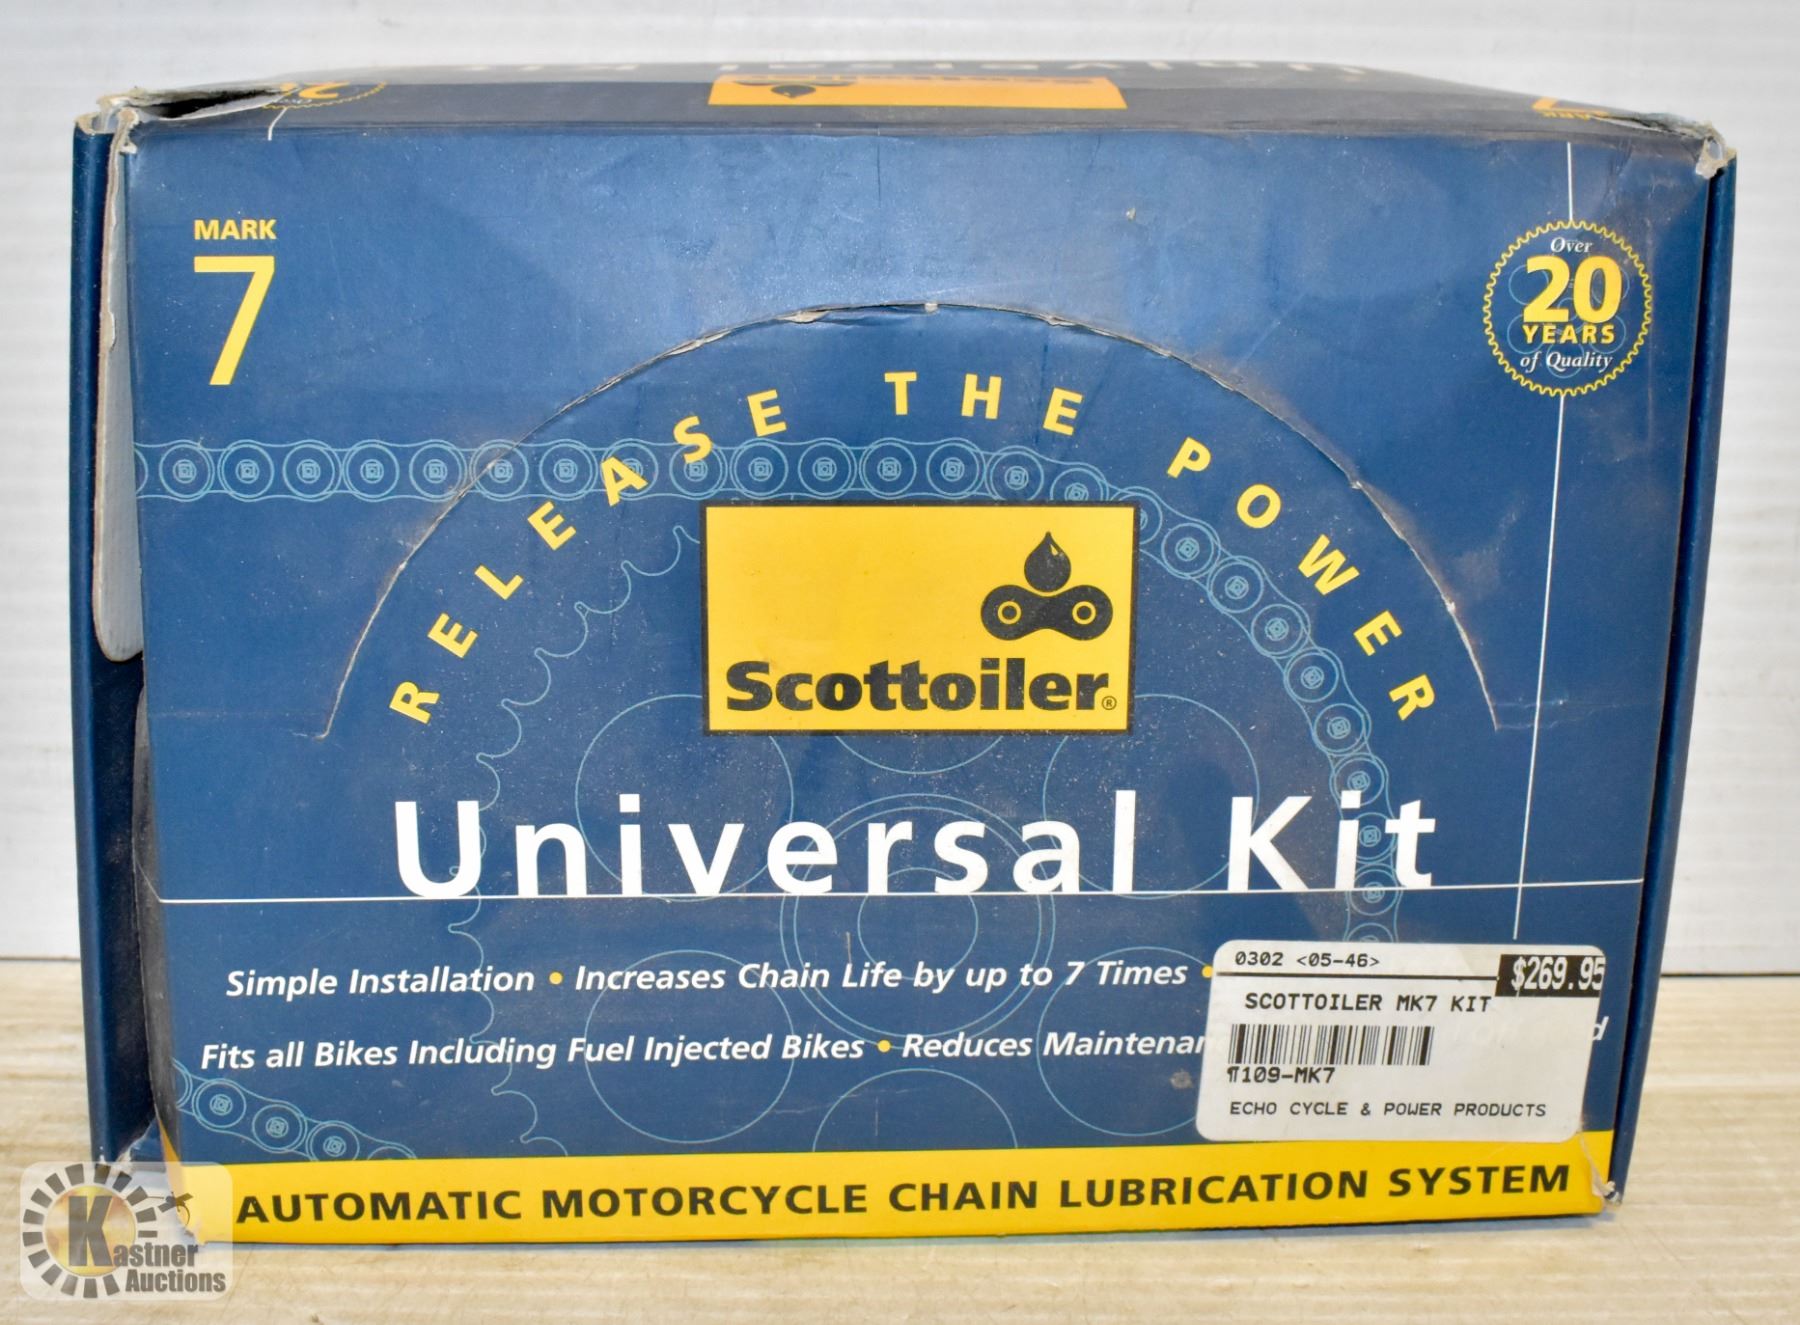 MARK
7
Over
20
YEARS
of Quality
RELEASE THE POWER
Scottoiler®
Universal Kit
Simple Installation • Increases Chain Life by up to 7 Times •
Fits all Bikes Including Fuel Injected Bikes • Reduces
0302 <05-46>
$269.95
SCOTTOILER MK7 KIT
¶109-MK7
ECHO CYCLE & POWER PRODUCTS
AUTOMATIC MOTORCYCLE CHAIN LUBRICATION SYSTEM
Kastner
Auctions